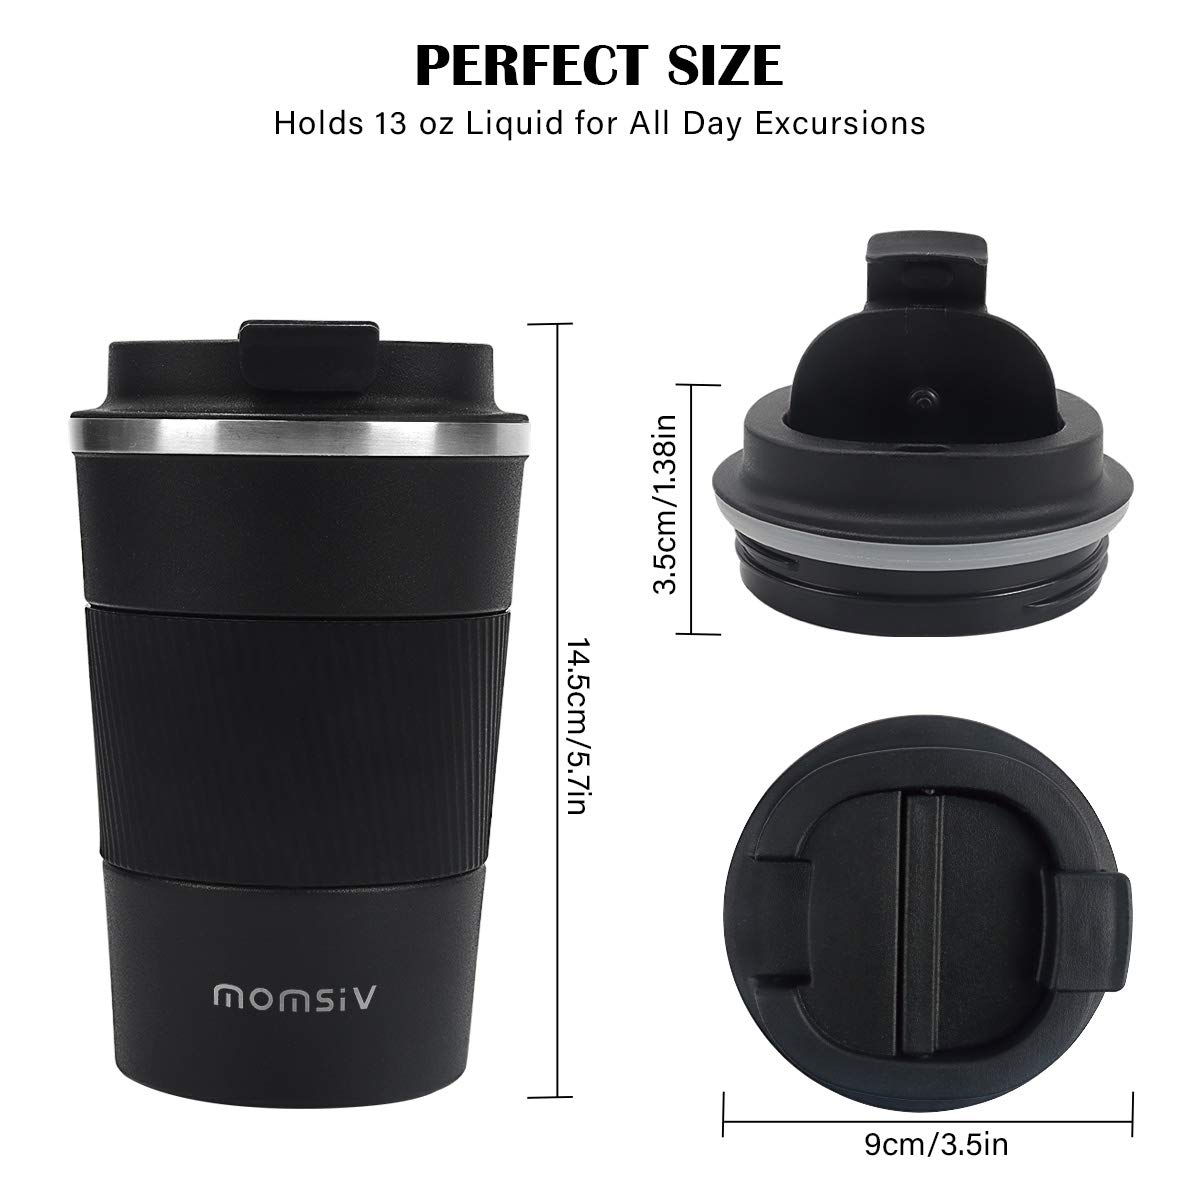 PERFECT SIZE
Holds 13 oz Liquid for All Day Excursions
3.5cm/1.38in
14.5cm/5.7in
momsiv
9cm/3.5in